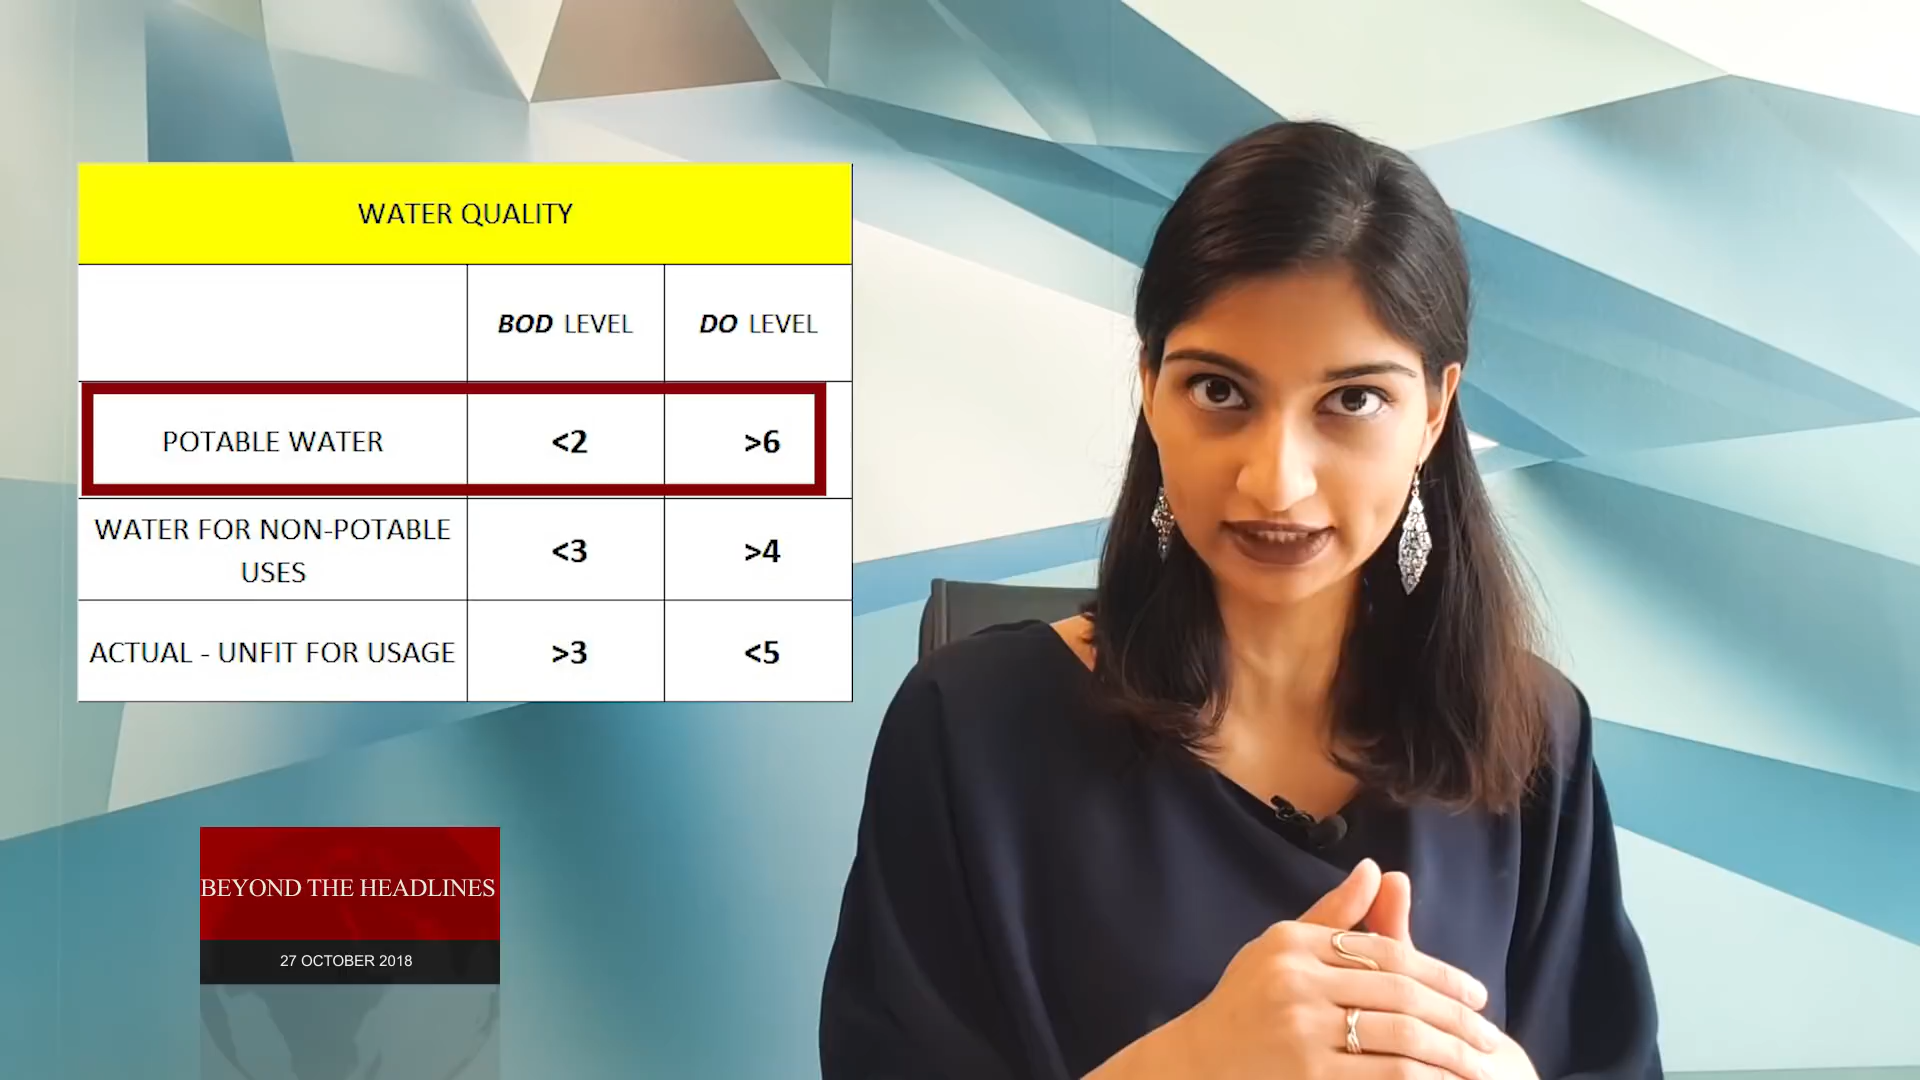 WATER QUALITY
BOD LEVEL DO LEVEL
POTABLE WATER <2 >6
WATER FOR NON-POTABLE
USES <3 >4
ACTUAL - UNFIT FOR USAGE >3 <5
BEYOND THE HEADLINES
27 OCTOBER 2018